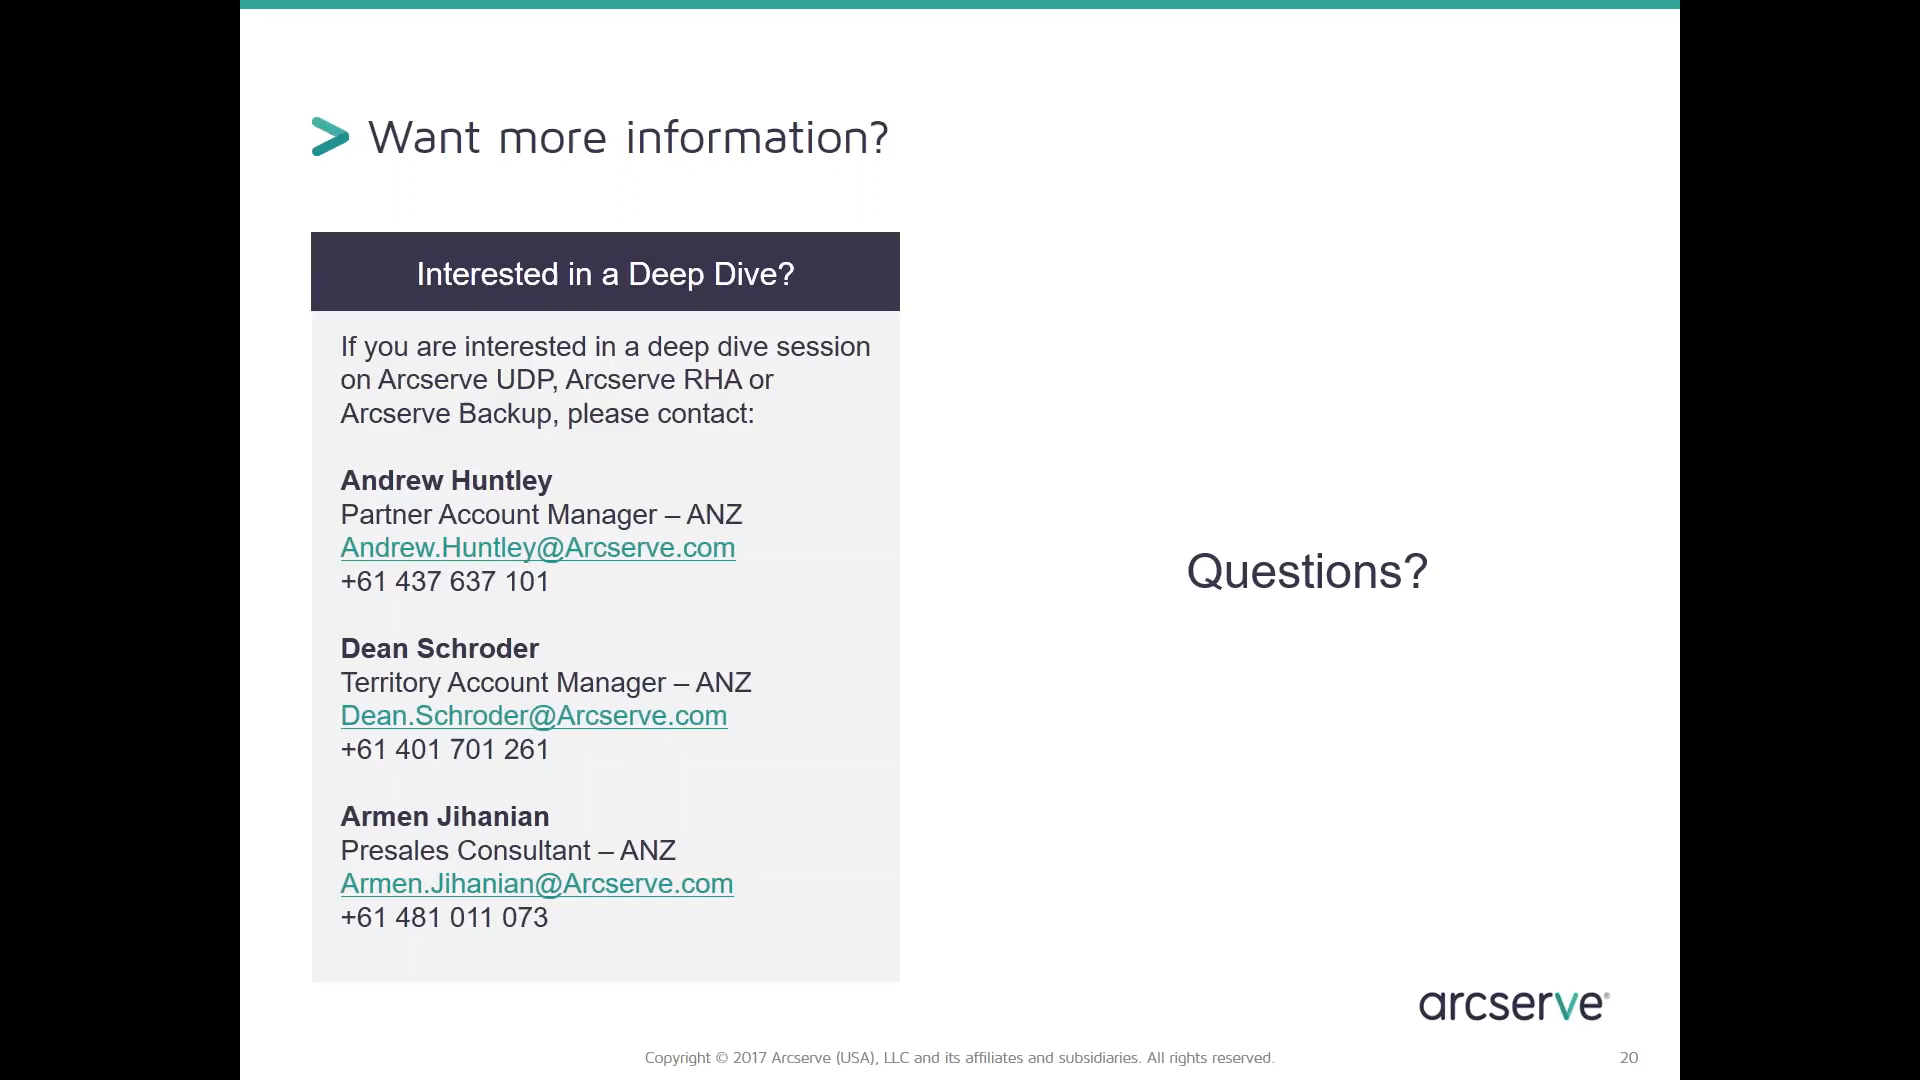 Want more information?
Interested in a Deep Dive?
If you are interested in a deep dive session
on Arcserve UDP, Arcserve RHA or
Arcserve Backup, please contact:
Andrew Huntley
Partner Account Manager – ANZ
Andrew.Huntley@Arcserve.com
+61 437 637 101
Dean Schroder
Territory Account Manager – ANZ
Dean.Schroder@Arcserve.com
+61 401 701 261
Armen Jihanian
Presales Consultant – ANZ
Armen.Jihanian@Arcserve.com
+61 481 011 073
Questions?
arcserve®
Copyright © 2017 Arcserve (USA), LLC and its affiliates and subsidiaries. All rights reserved.
20